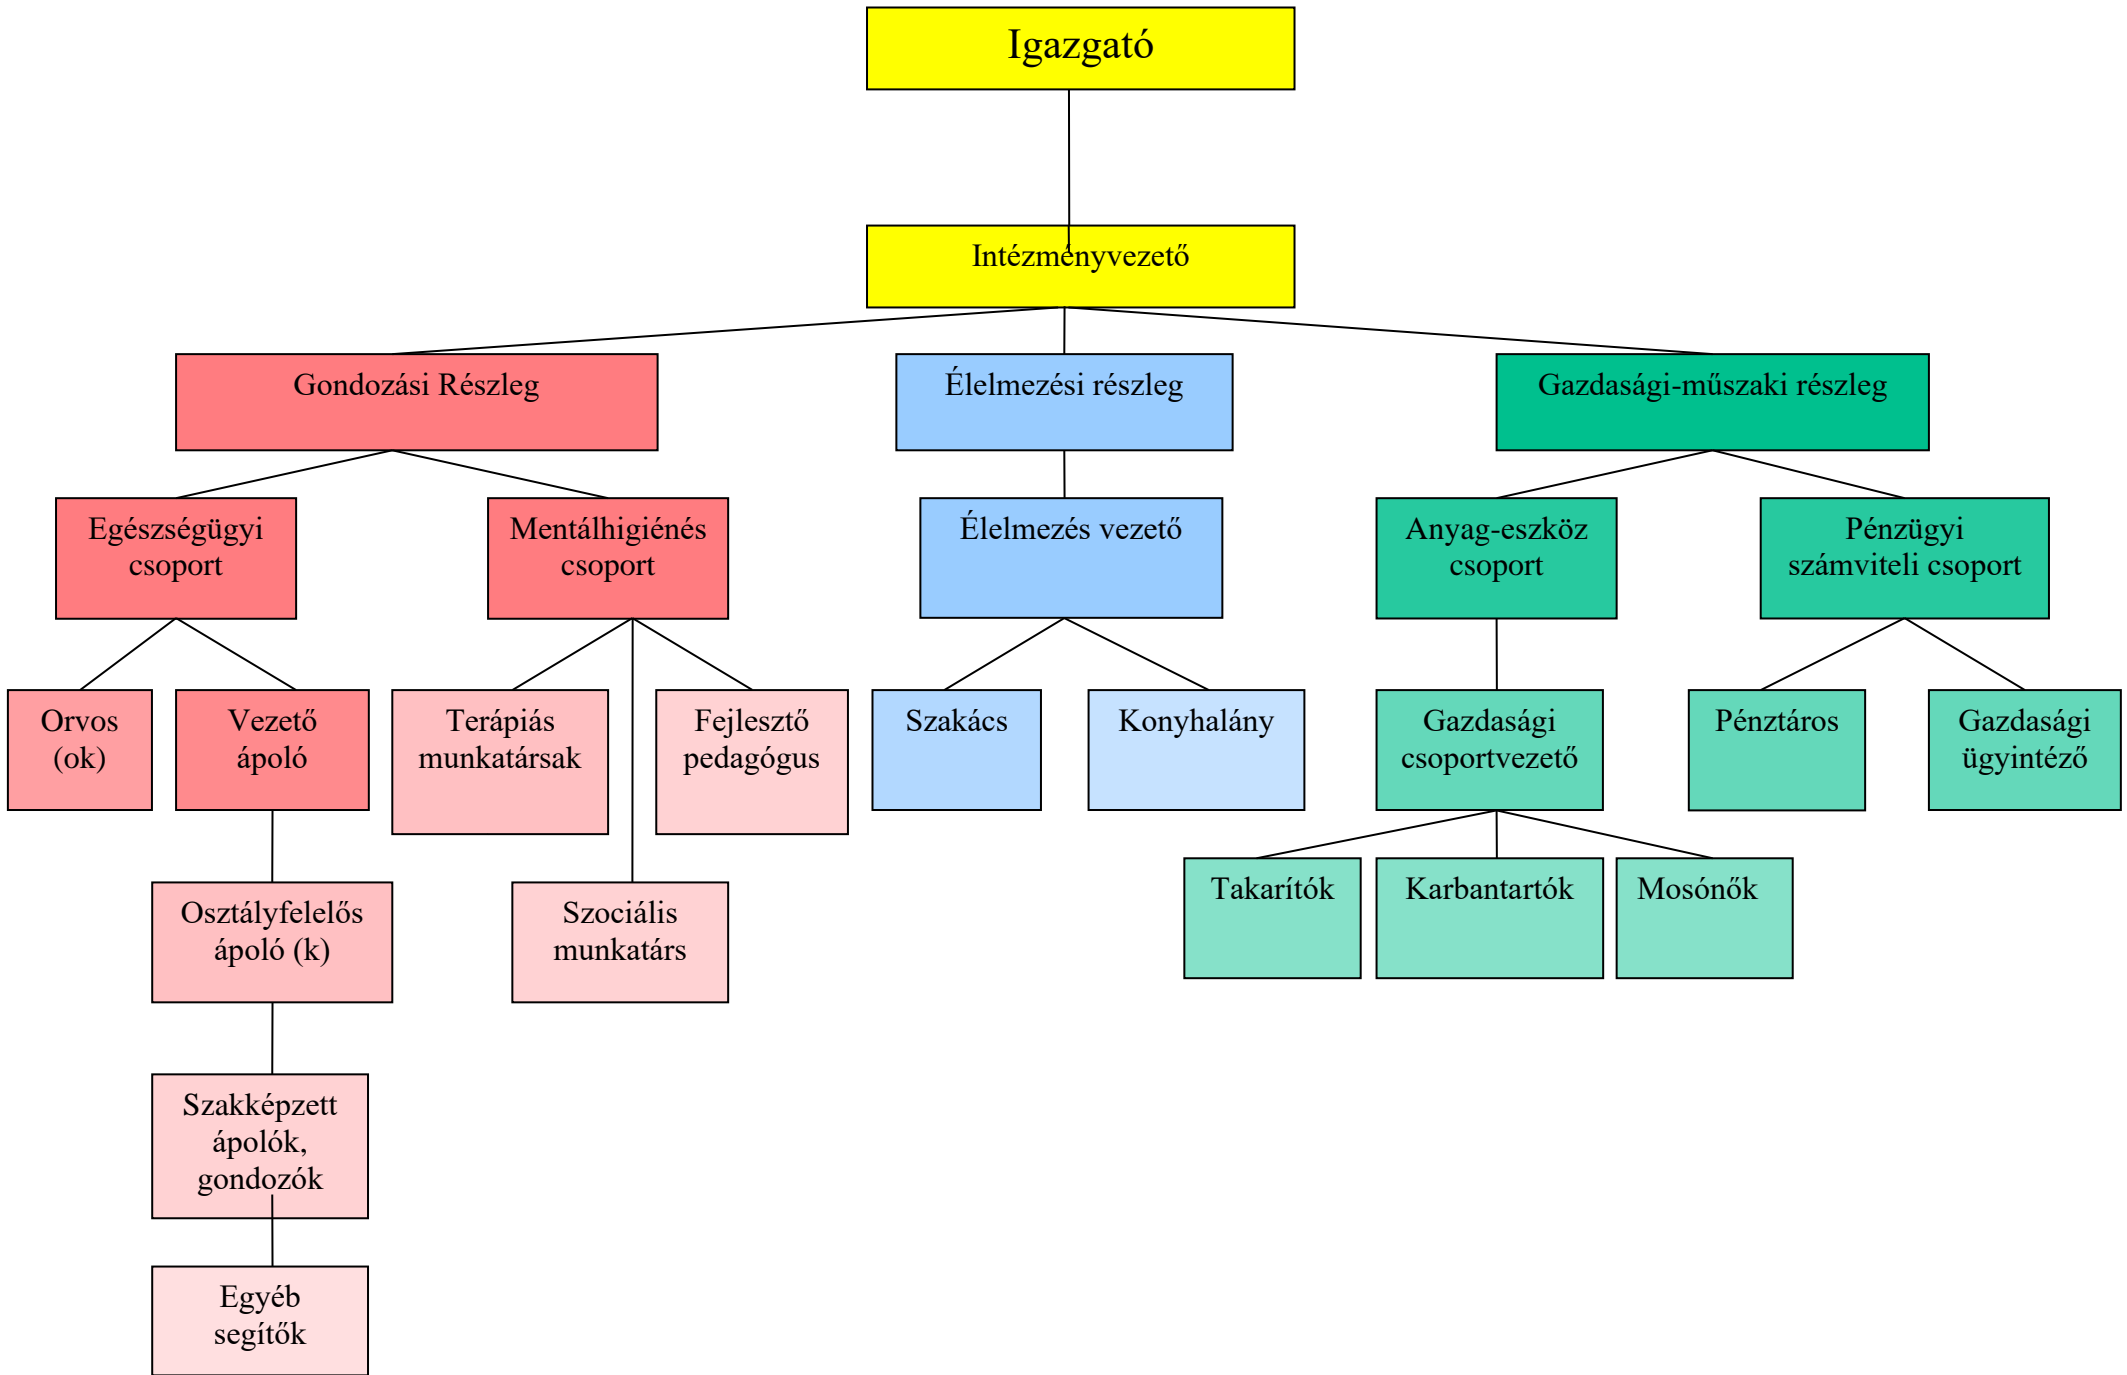 Igazgató
Intézményvezető
Gondozási Részleg
Élelmezési részleg
Gazdasági-műszaki részleg
Egészségügyi
csoport
Mentálhigiénés
csoport
Élelmezés vezető
Anyag-eszköz
csoport
Pénzügyi
számviteli csoport
Orvos
(ok)
Vezető
ápoló
Terápiás
munkatársak
Fejlesztő
pedagógus
Szakács
Konyhalány
Gazdasági
csoportvezető
Pénztáros
Gazdasági
ügyintéző
Takarítók
Karbantartók
Mosónők
Osztályfelelős
ápoló (k)
Szociális
munkatárs
Szakképzett
ápolók,
gondozók
Egyéb
segítők